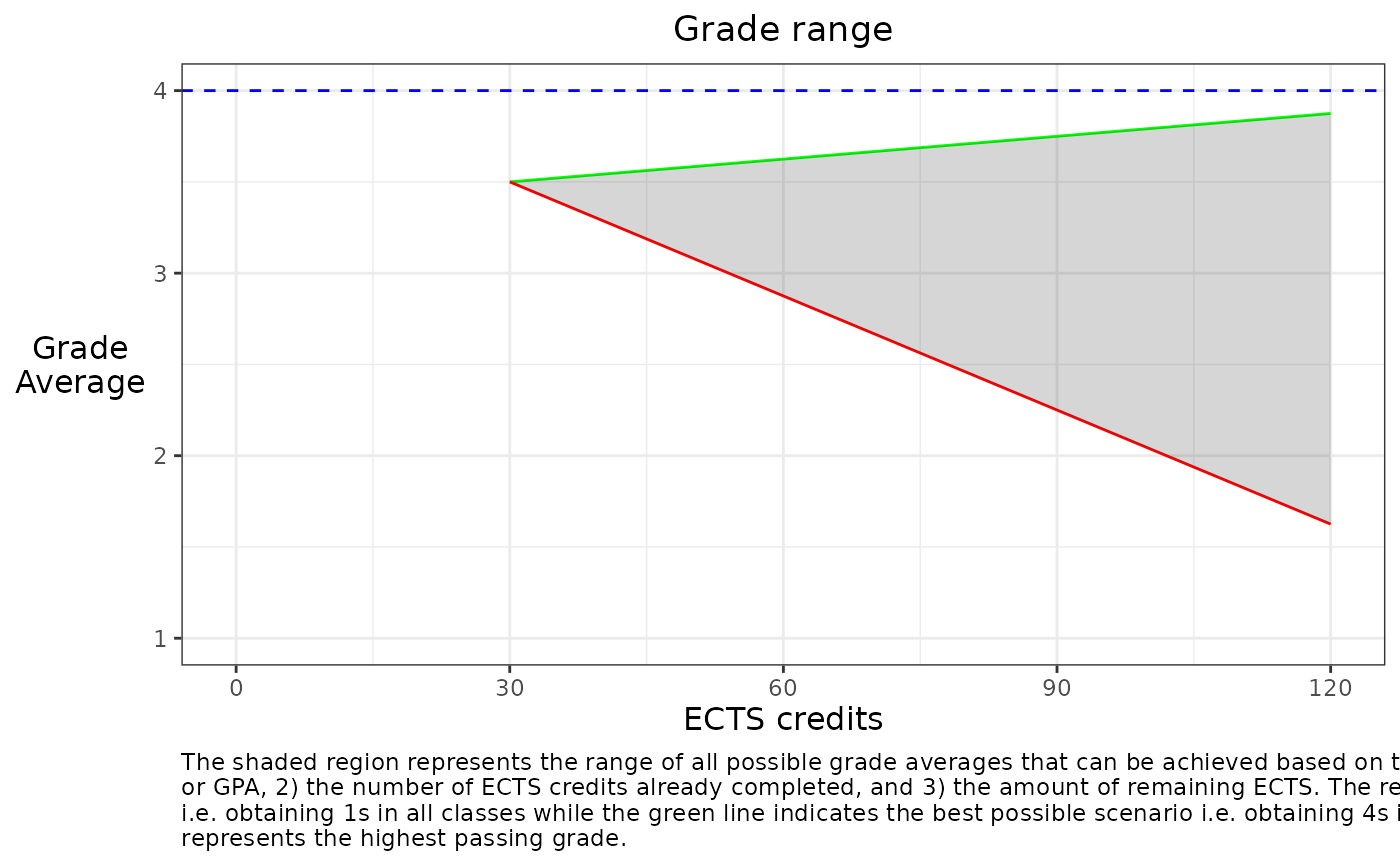 Grade range
4
3
2
1
Grade
Average
0 30 60 90 120
ECTS credits
The shaded region represents the range of all possible grade averages that can be achieved based on
or GPA, 2) the number of ECTS credits already completed, and 3) the amount of remaining ECTS. The
i.e. obtaining 1s in all classes while the green line indicates the best possible scenario i.e. obtaining 4s
represents the highest passing grade.